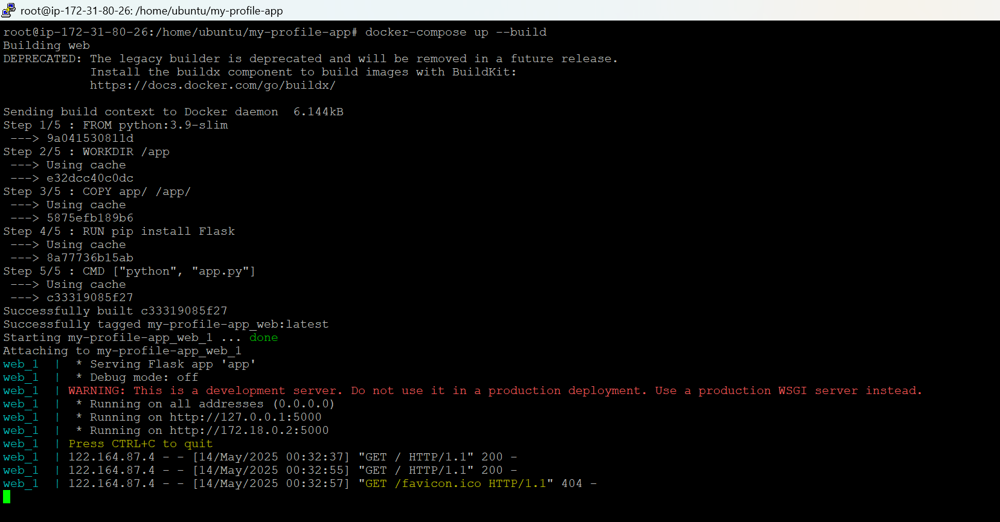 root@ip-172-31-80-26: /home/ubuntu/my-profile-app
root@ip-172-31-80-26:/home/ubuntu/my-profile-app# docker-compose up --build
Building web
DEPRECATED: The legacy builder is deprecated and will be removed in a future release.
            Install the buildx component to build images with BuildKit:
            https://docs.docker.com/go/buildx/

Sending build context to Docker daemon  6.144kB
Step 1/5 : FROM python:3.9-slim
 ---> 9a041530811d
Step 2/5 : WORKDIR /app
 ---> Using cache
 ---> e32dcc40c0dc
Step 3/5 : COPY app/ /app/
 ---> Using cache
 ---> 5875efb189b6
Step 4/5 : RUN pip install Flask
 ---> Using cache
 ---> 8a77736b15ab
Step 5/5 : CMD ["python", "app.py"]
 ---> Using cache
 ---> c33319085f27
Successfully built c33319085f27
Successfully tagged my-profile-app_web:latest
Starting my-profile-app_web_1 ... done
Attaching to my-profile-app_web_1
web_1  |  * Serving Flask app 'app'
web_1  |  * Debug mode: off
web_1  | WARNING: This is a development server. Do not use it in a production deployment. Use a production WSGI server instead.
web_1  |  * Running on all addresses (0.0.0.0)
web_1  |  * Running on http://127.0.0.1:5000
web_1  |  * Running on http://172.18.0.2:5000
web_1  | Press CTRL+C to quit
web_1  | 122.164.87.4 - - [14/May/2025 00:32:37] "GET / HTTP/1.1" 200 -
web_1  | 122.164.87.4 - - [14/May/2025 00:32:55] "GET / HTTP/1.1" 200 -
web_1  | 122.164.87.4 - - [14/May/2025 00:32:57] "GET /favicon.ico HTTP/1.1" 404 -